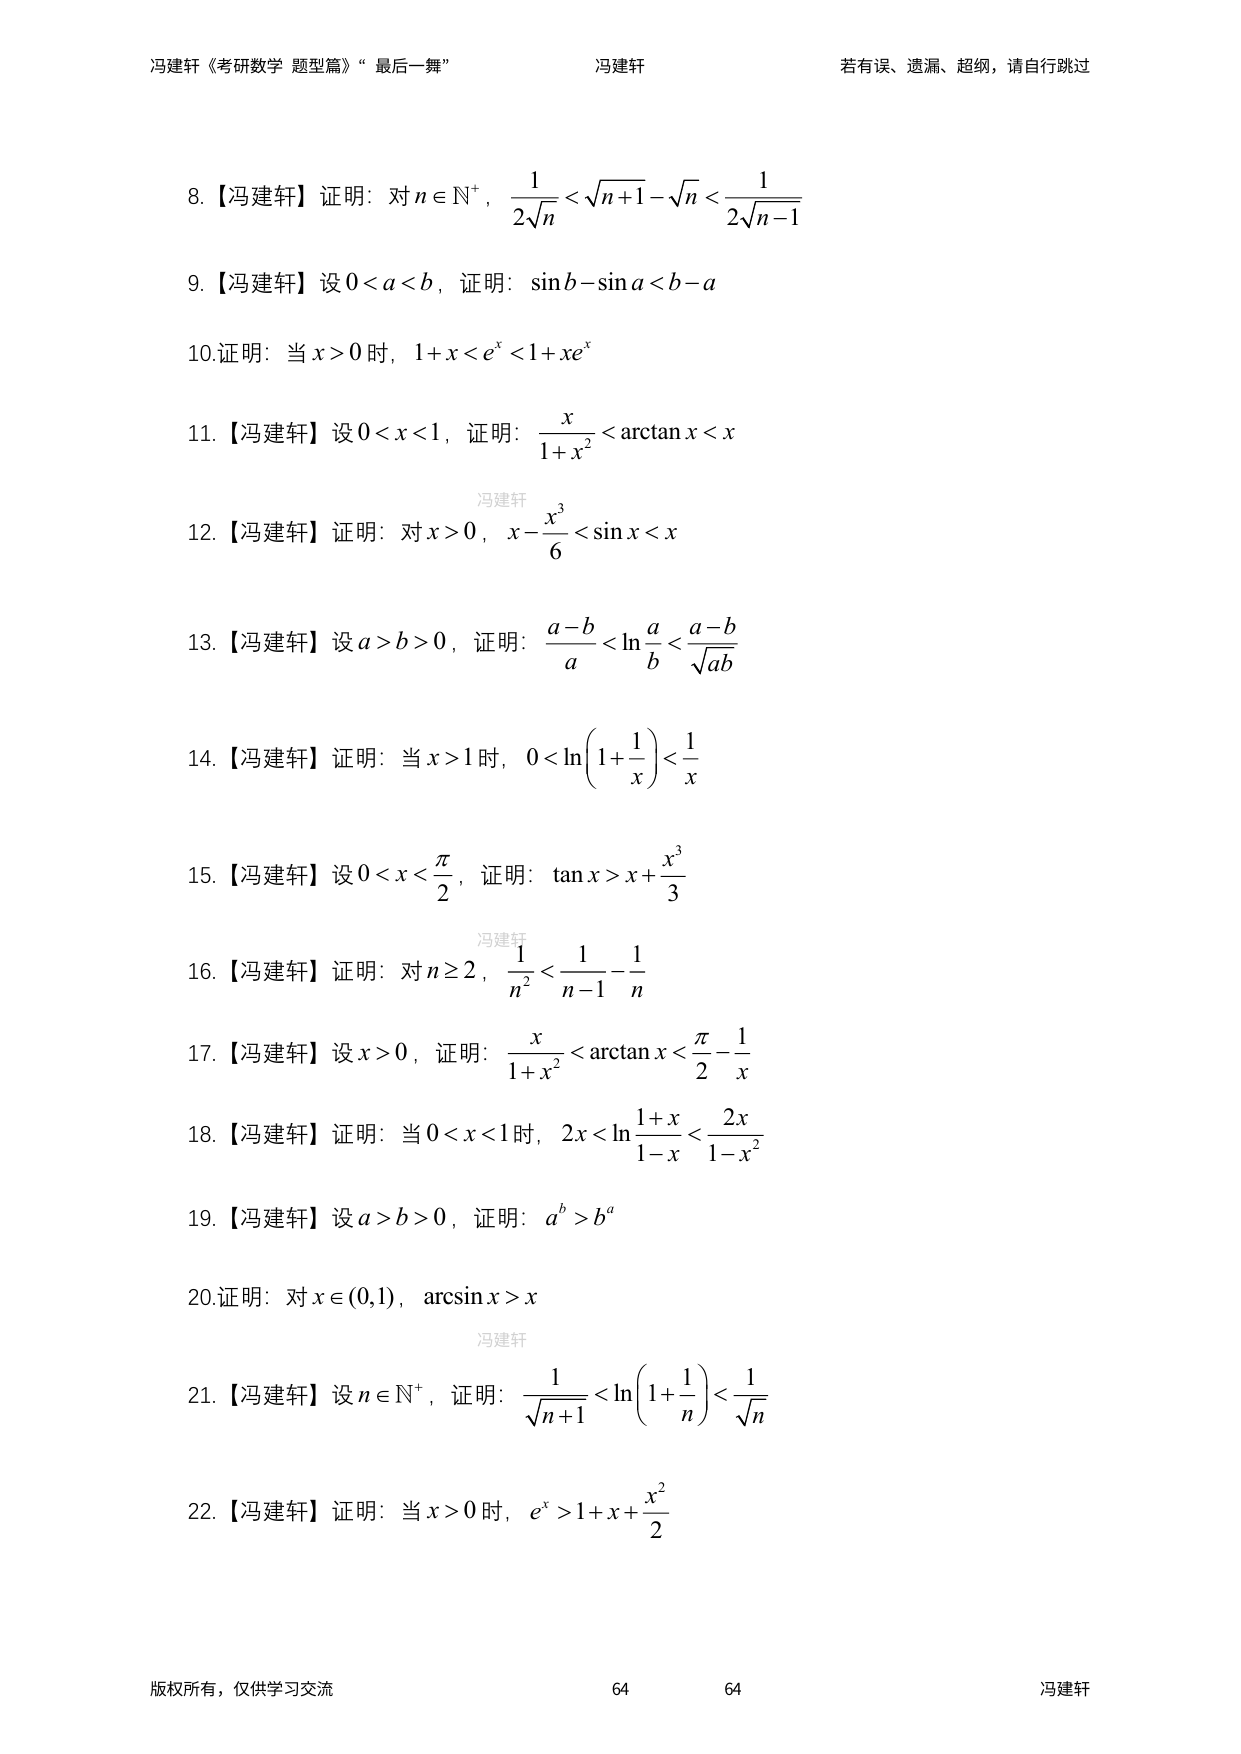 冯建轩《考研数学 题型篇》“ 最后一舞” 冯建轩 若有误、遗漏、超纲，请自行跳过
8.【冯建轩】证明：对 n ∈ ℕ⁺， 1/(2√n) < √(n+1) − √n < 1/(2√(n−1))
9.【冯建轩】设 0 < a < b，证明： sin b − sin a < b − a
10.证明：当 x > 0 时， 1 + x < eˣ < 1 + xeˣ
11.【冯建轩】设 0 < x < 1，证明： x/(1+x²) < arctan x < x
冯建轩
12.【冯建轩】证明：对 x > 0， x − x³/6 < sin x < x
13.【冯建轩】设 a > b > 0，证明： (a−b)/a < ln a/b < (a−b)/√(ab)
14.【冯建轩】证明：当 x > 1 时， 0 < ln(1 + 1/x) < 1/x
15.【冯建轩】设 0 < x < π/2，证明： tan x > x + x³/3
冯建轩
16.【冯建轩】证明：对 n ≥ 2， 1/n² < 1/(n−1) − 1/n
17.【冯建轩】设 x > 0，证明： x/(1+x²) < arctan x < π/2 − 1/x
18.【冯建轩】证明：当 0 < x < 1 时， 2x < ln (1+x)/(1−x) < 2x/(1−x²)
19.【冯建轩】设 a > b > 0，证明： aᵇ > bᵃ
20.证明：对 x ∈ (0,1)， arcsin x > x
冯建轩
21.【冯建轩】设 n ∈ ℕ⁺，证明： 1/√(n+1) < ln(1 + 1/n) < 1/√n
22.【冯建轩】证明：当 x > 0 时， eˣ > 1 + x + x²/2
版权所有，仅供学习交流 64 64 冯建轩